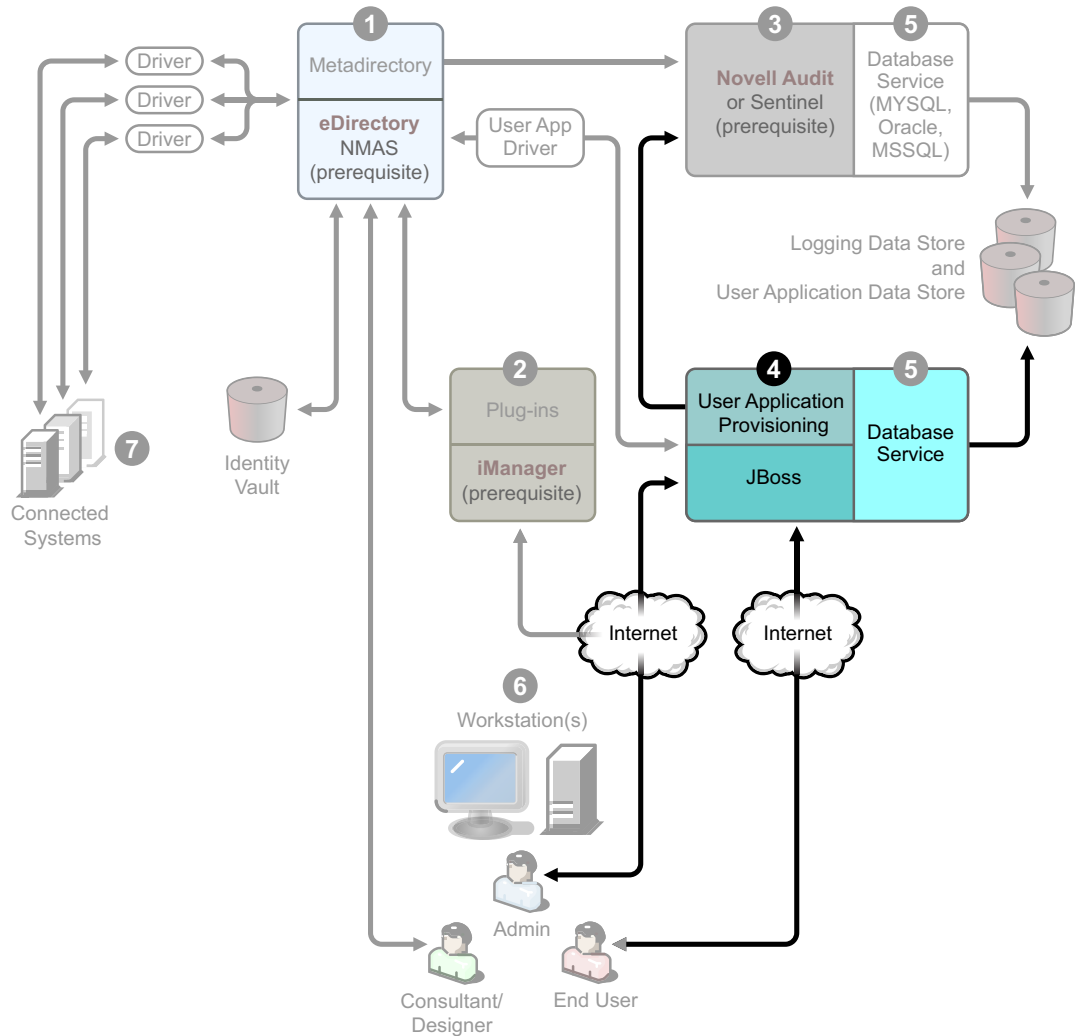 1
3
5
Driver
Driver
Driver
Metadirectory
eDirectory
NMAS
(prerequisite)
User App
Driver
Novell Audit
or Sentinel
(prerequisite)
Database
Service
(MYSQL,
Oracle,
MSSQL)
Logging Data Store
and
User Application Data Store
2
4
5
Plug-ins
iManager
(prerequisite)
User Application
Provisioning
JBoss
Database
Service
7
Connected
Systems
Identity
Vault
Internet
Internet
6
Workstation(s)
Admin
Consultant/
Designer
End User